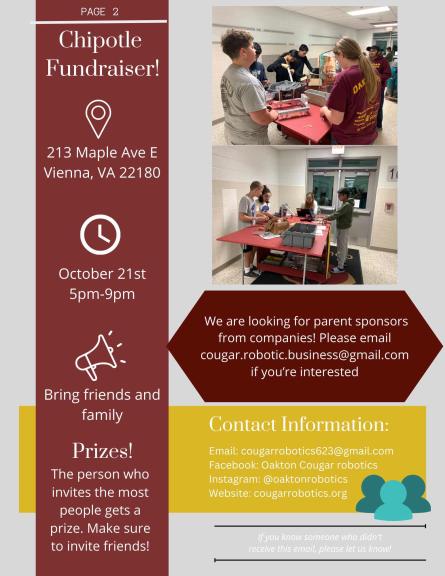 PAGE 2
Chipotle
Fundraiser!
213 Maple Ave E
Vienna, VA 22180
October 21st
5pm-9pm
Bring friends and
family
Prizes!
The person who
invites the most
people gets a
prize. Make sure
to invite friends!
We are looking for parent sponsors
from companies! Please email
cougar.robotic.business@gmail.com
if you’re interested
Contact Information:
Email: cougarrobotics623@gmail.com
Facebook: Oakton Cougar robotics
Instagram: @oaktonrobotics
Website: cougarrobotics.org
If you know someone who didn't
receive this email, please let us know!